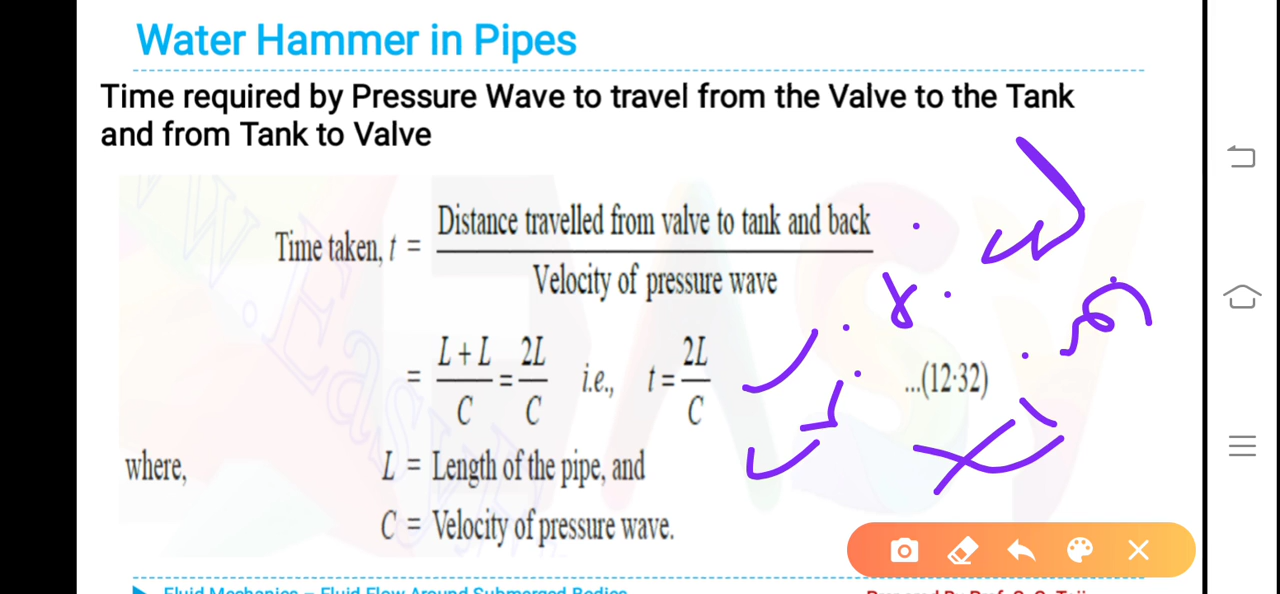 Water Hammer in Pipes
Time required by Pressure Wave to travel from the Valve to the Tank
and from Tank to Valve
Time taken, t = Distance travelled from valve to tank and back / Velocity of pressure wave
= L + L / C = 2L / C i.e., t = 2L / C ...(12·32)
where, L = Length of the pipe, and
C = Velocity of pressure wave.
Fluid Mechanics – Fluid Flow Around Submerged Bodies
Prepared By Prof.